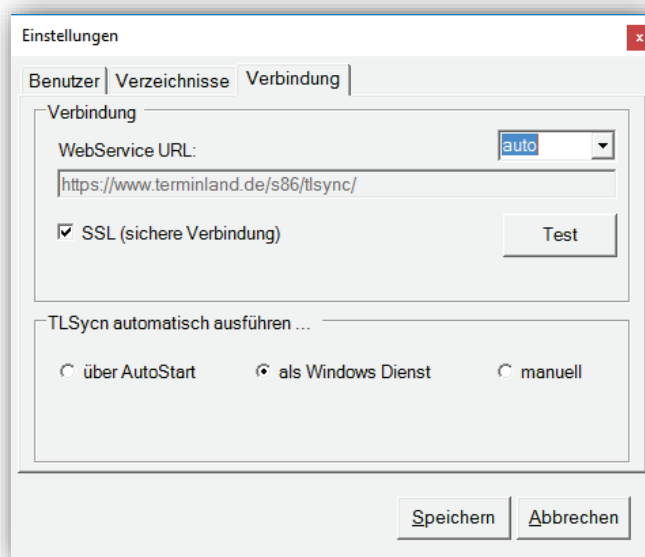 Einstellungen
x
Benutzer Verzeichnisse Verbindung
Verbindung
WebService URL:
auto
https://www.terminland.de/s86/tlsync/
SSL (sichere Verbindung)
Test
TLSycn automatisch ausführen ...
über AutoStart als Windows Dienst manuell
Speichern Abbrechen